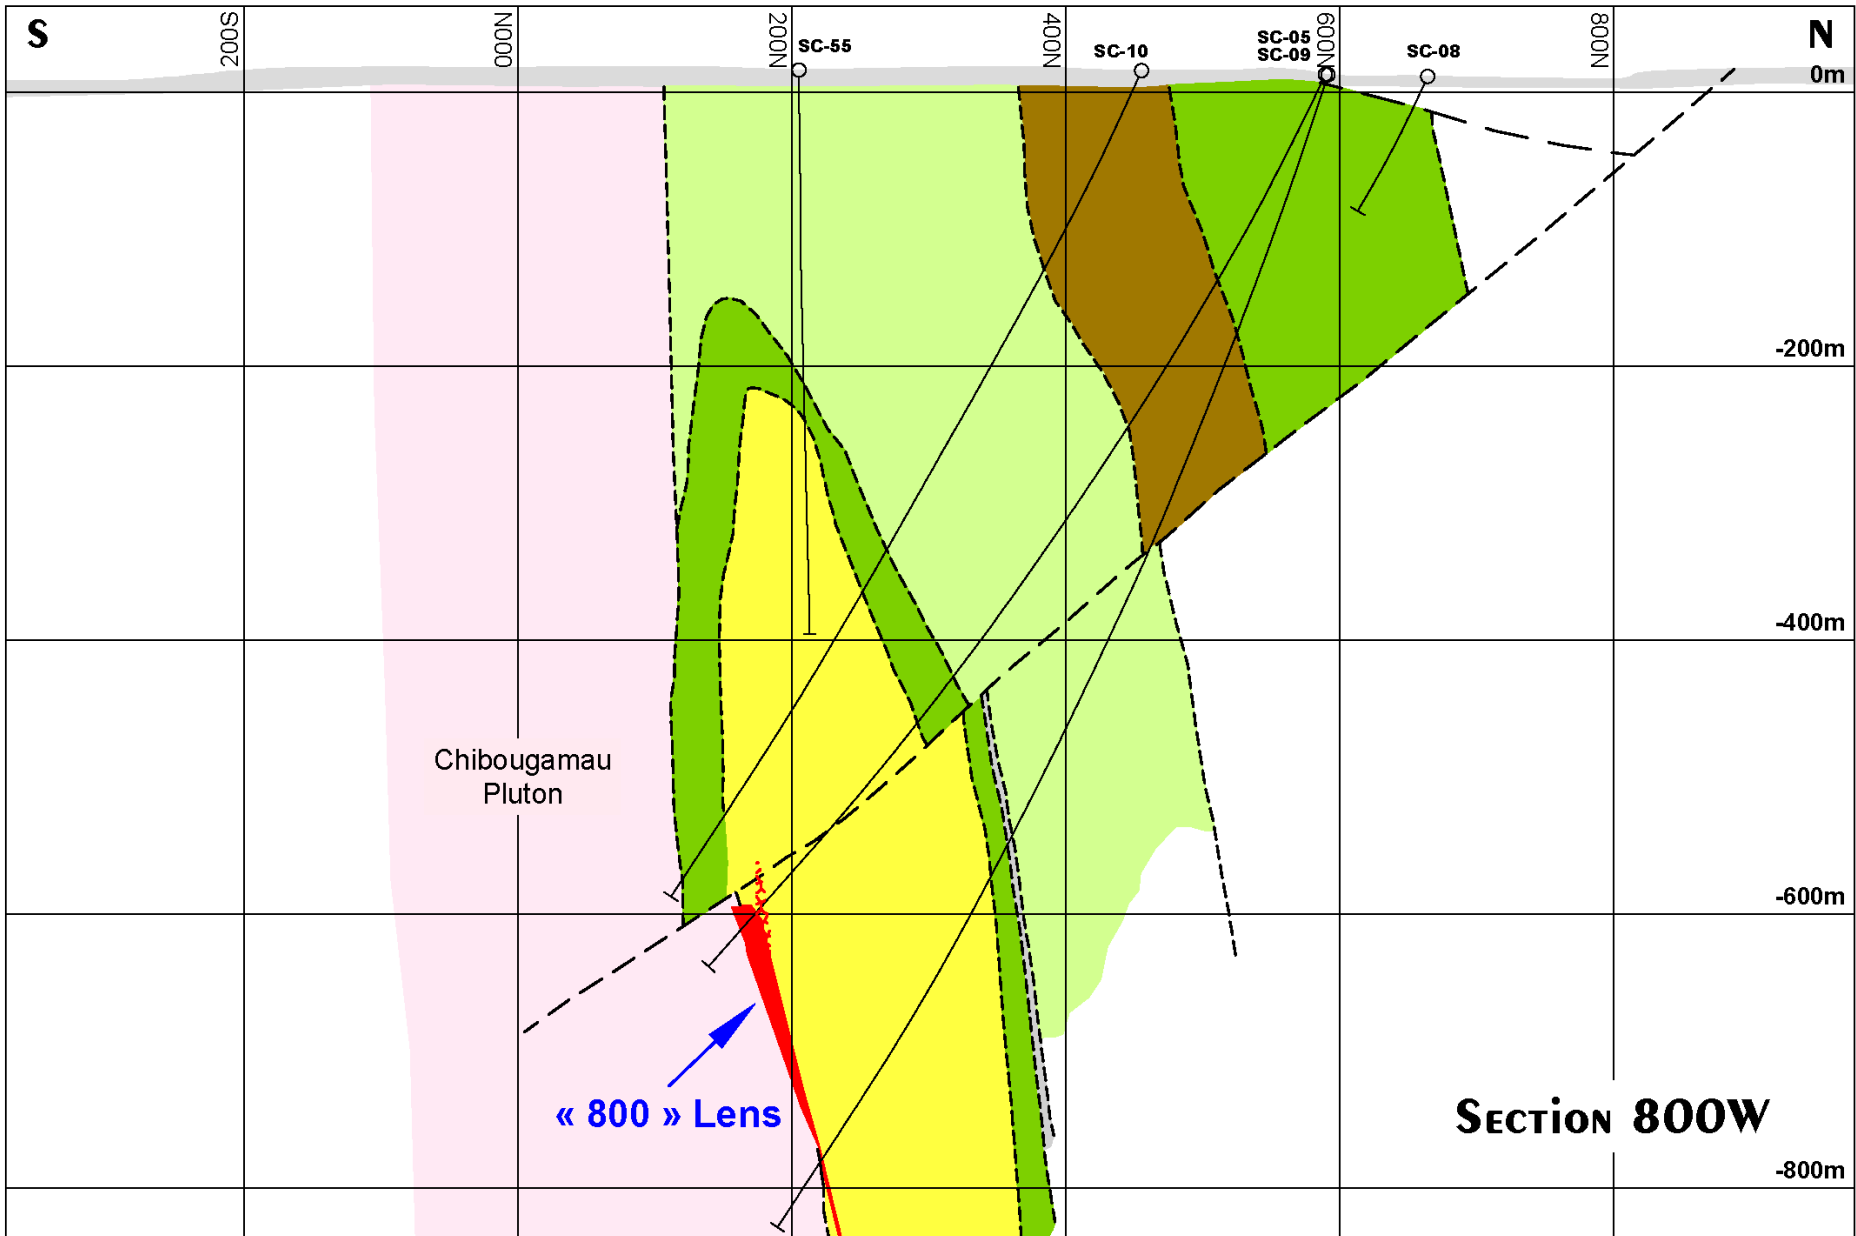 S
200S
000N
200N
SC-55
400N
SC-10
SC-05
SC-09
600N
SC-08
800N
N
0m
-200m
-400m
Chibougamau
Pluton
-600m
« 800 » Lens
Section 800W
-800m